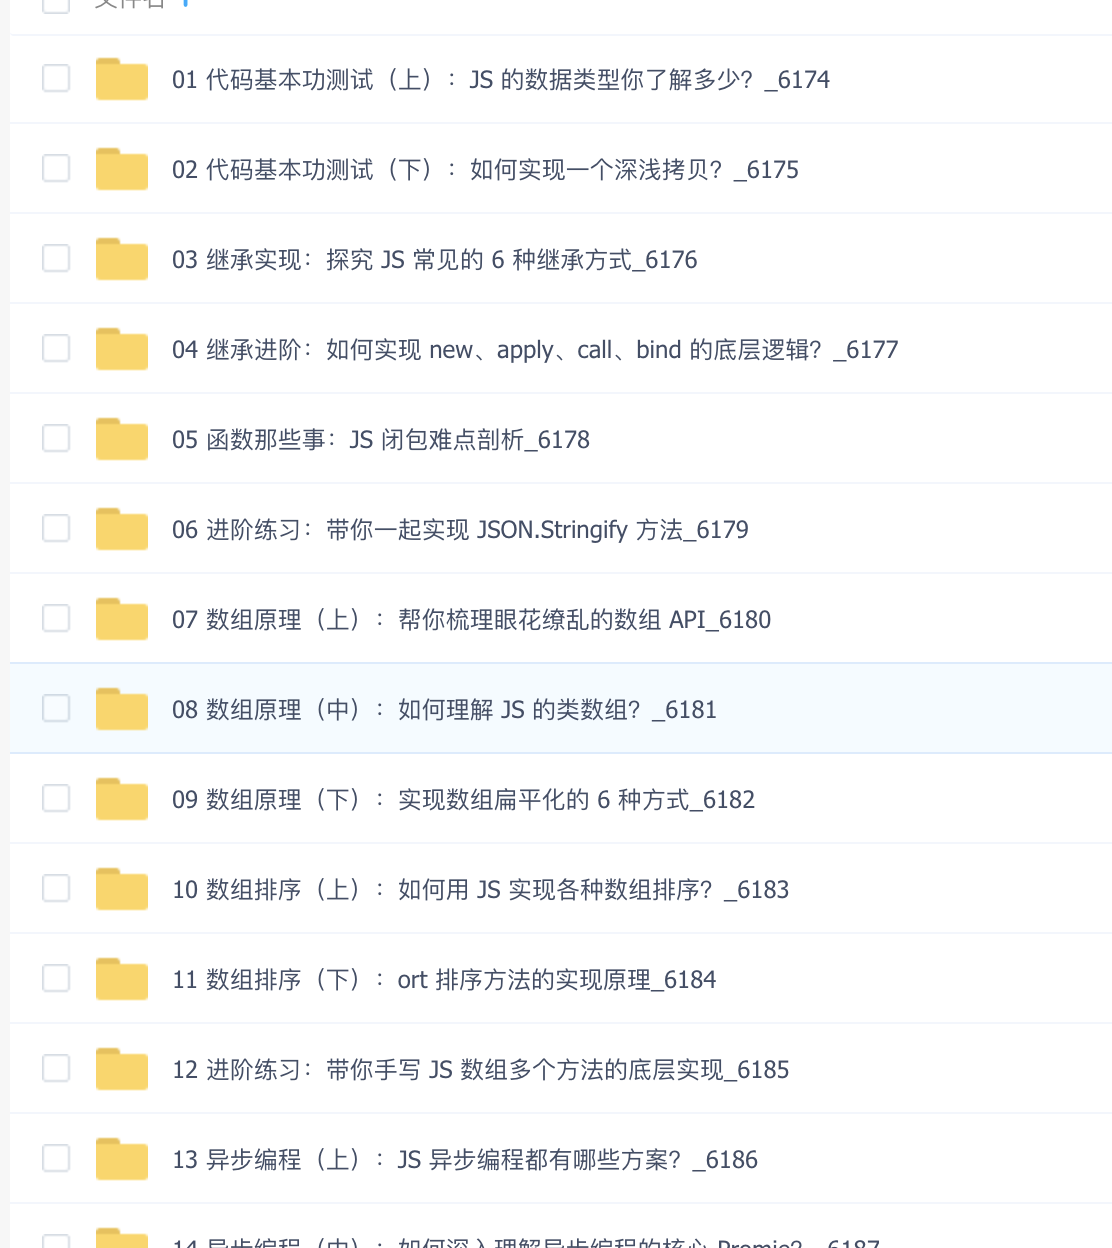 文件名
01 代码基本功测试（上）：JS 的数据类型你了解多少？_6174
02 代码基本功测试（下）：如何实现一个深浅拷贝？_6175
03 继承实现：探究 JS 常见的 6 种继承方式_6176
04 继承进阶：如何实现 new、apply、call、bind 的底层逻辑？_6177
05 函数那些事：JS 闭包难点剖析_6178
06 进阶练习：带你一起实现 JSON.Stringify 方法_6179
07 数组原理（上）：帮你梳理眼花缭乱的数组 API_6180
08 数组原理（中）：如何理解 JS 的类数组？_6181
09 数组原理（下）：实现数组扁平化的 6 种方式_6182
10 数组排序（上）：如何用 JS 实现各种数组排序？_6183
11 数组排序（下）：ort 排序方法的实现原理_6184
12 进阶练习：带你手写 JS 数组多个方法的底层实现_6185
13 异步编程（上）：JS 异步编程都有哪些方案？_6186
14 异步编程（中）：如何深入理解异步编程的核心 Promis？_6187